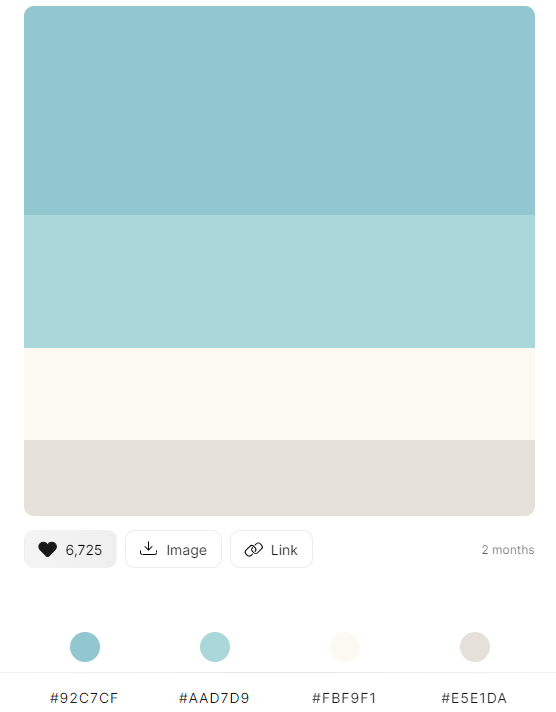 6,725 Image Link 2 months
#92C7CF #AAD7D9 #FBF9F1 #E5E1DA